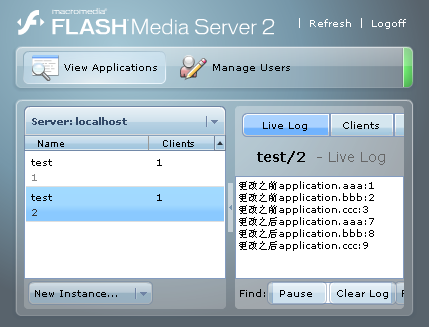 macromedia
FLASH Media Server 2
Refresh
Logoff
View Applications
Manage Users
Server: localhost
Name
Clients
test
1
1
test
1
2
New Instance...
Live Log
Clients
test/2 - Live Log
更改之前application.aaa:1
更改之前application.bbb:2
更改之前application.ccc:3
更改之后application.aaa:7
更改之后application.bbb:8
更改之后application.ccc:9
Find:
Pause
Clear Log